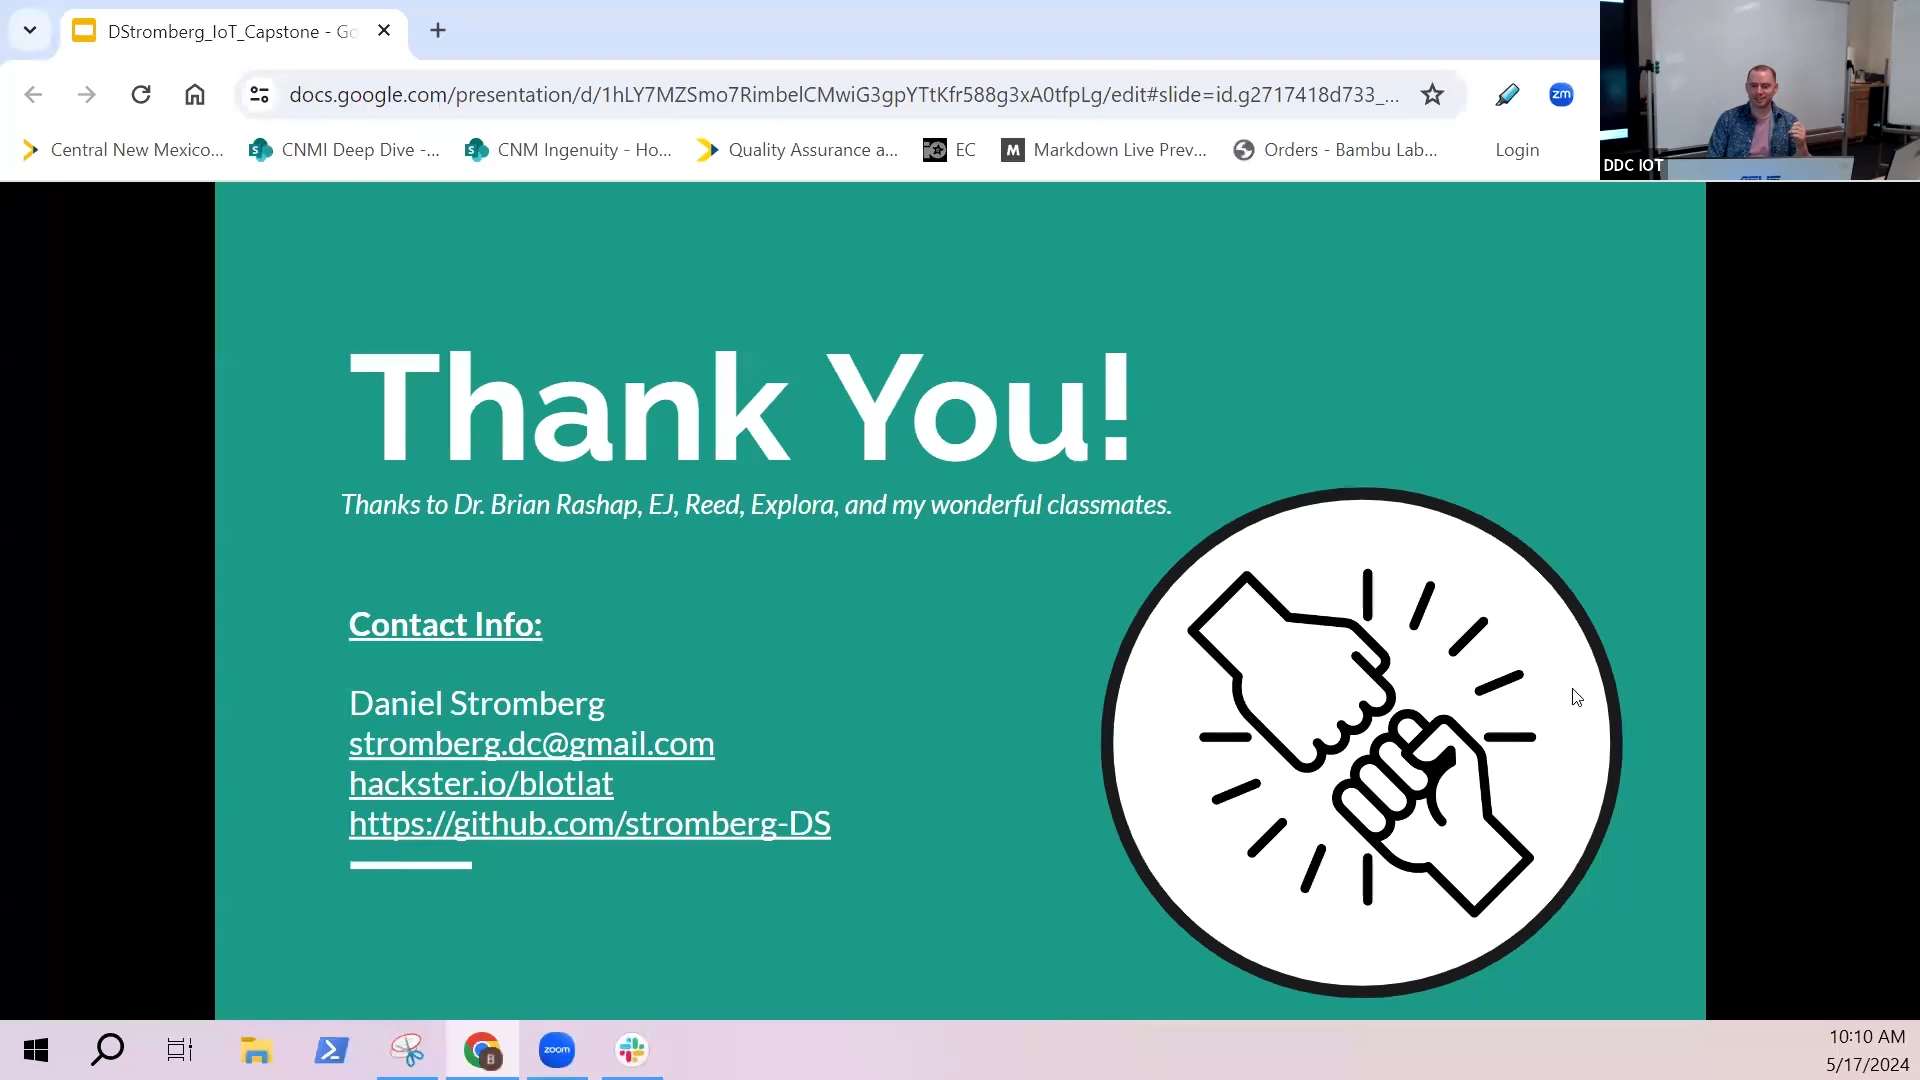 DStromberg_IoT_Capstone - Go
docs.google.com/presentation/d/1hLY7MZSmo7RimbelCMwiG3gpYTtKfr588g3xA0tfpLg/edit#slide=id.g2717418d733_...
zm
Central New Mexico...
CNMI Deep Dive -...
CNM Ingenuity - Ho...
Quality Assurance a...
EC
M
Markdown Live Prev...
Orders - Bambu Lab...
Login
DDC IOT
Thank You!
Thanks to Dr. Brian Rashap, EJ, Reed, Explora, and my wonderful classmates.
Contact Info:
Daniel Stromberg
stromberg.dc@gmail.com
hackster.io/blotlat
https://github.com/stromberg-DS
B
zoom
10:10 AM
5/17/2024